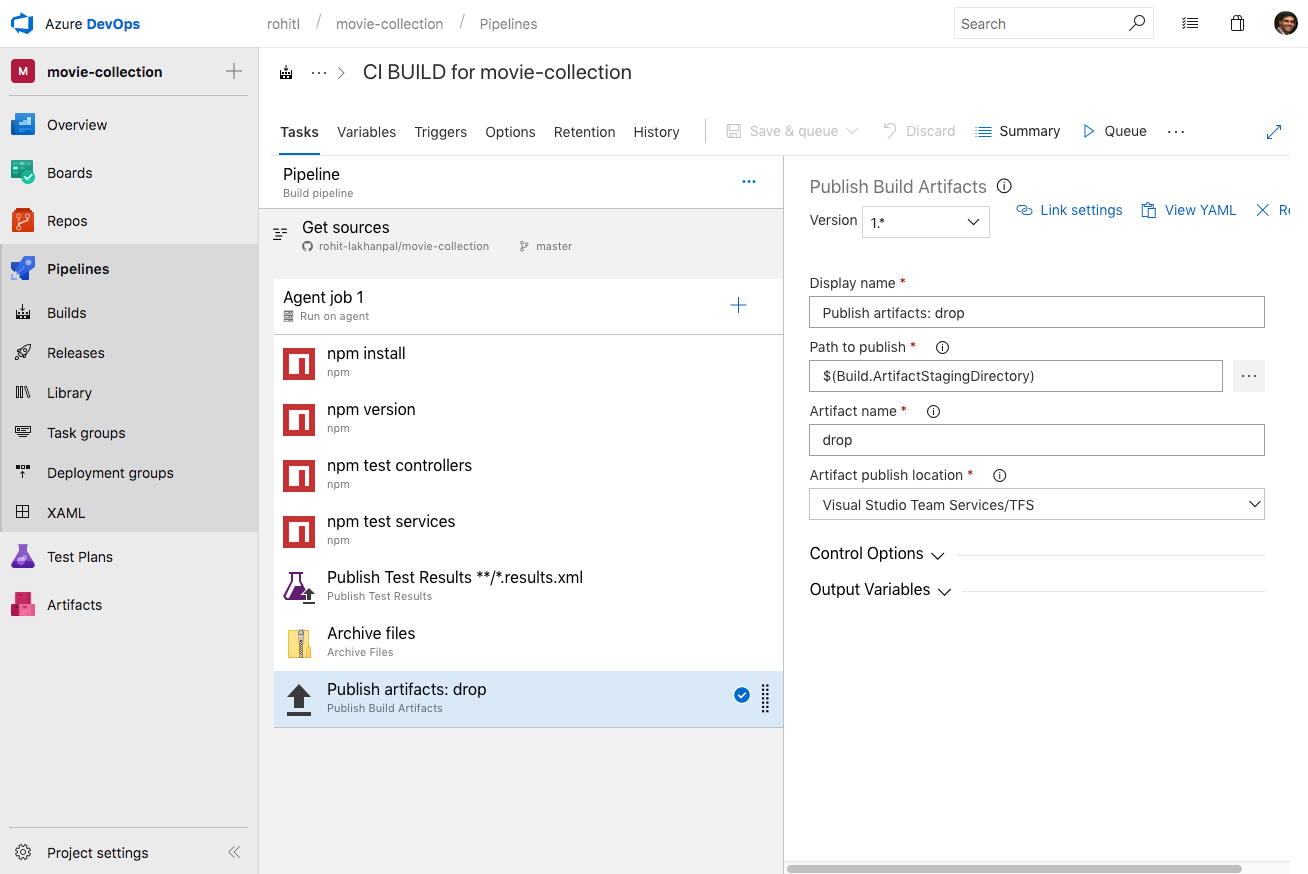 Azure DevOps
rohitl / movie-collection / Pipelines
Search
M movie-collection
Overview
Boards
Repos
Pipelines
Builds
Releases
Library
Task groups
Deployment groups
XAML
Test Plans
Artifacts
Project settings
··· CI BUILD for movie-collection
Tasks Variables Triggers Options Retention History Save & queue Discard Summary Queue ···
Pipeline
Build pipeline
Get sources
rohit-lakhanpal/movie-collection master
Agent job 1
Run on agent
npm install
npm
npm version
npm
npm test controllers
npm
npm test services
npm
Publish Test Results **/*.results.xml
Publish Test Results
Archive files
Archive Files
Publish artifacts: drop
Publish Build Artifacts
Publish Build Artifacts
Link settings View YAML Re
Version 1.*
Display name *
Publish artifacts: drop
Path to publish *
$(Build.ArtifactStagingDirectory)
Artifact name *
drop
Artifact publish location *
Visual Studio Team Services/TFS
Control Options
Output Variables